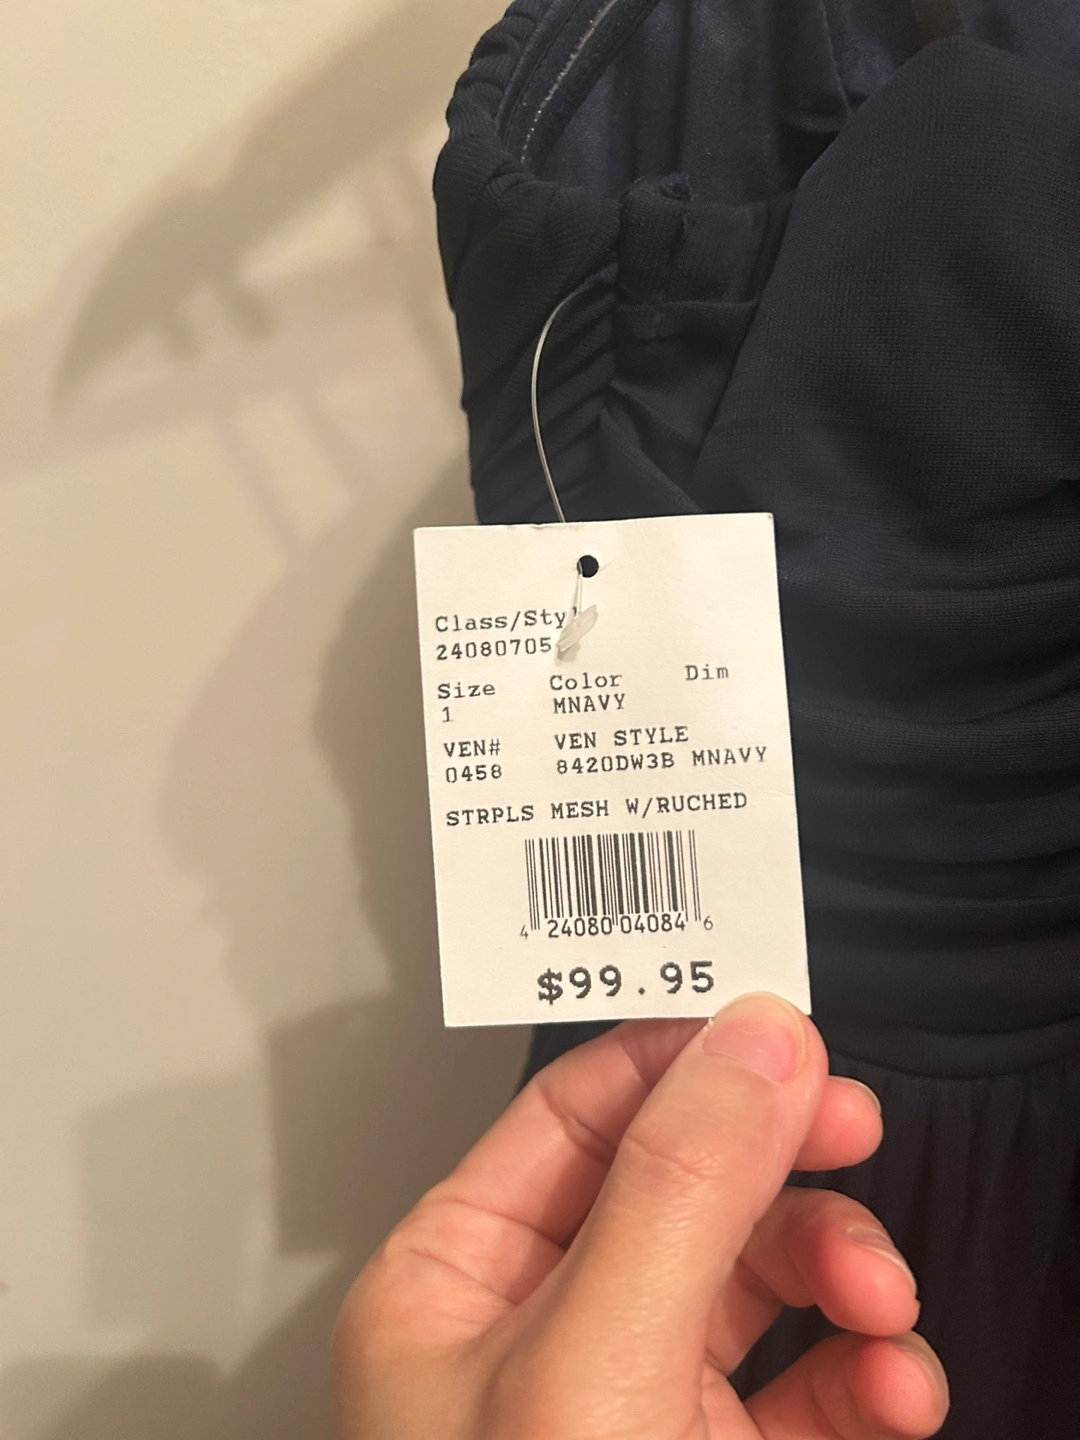 Class/Styl
24080705
Size Color Dim
1 MNAVY
VEN# VEN STYLE
0458 8420DW3B MNAVY
STRPLS MESH W/RUCHED
4 24080 04084 6
$99.95